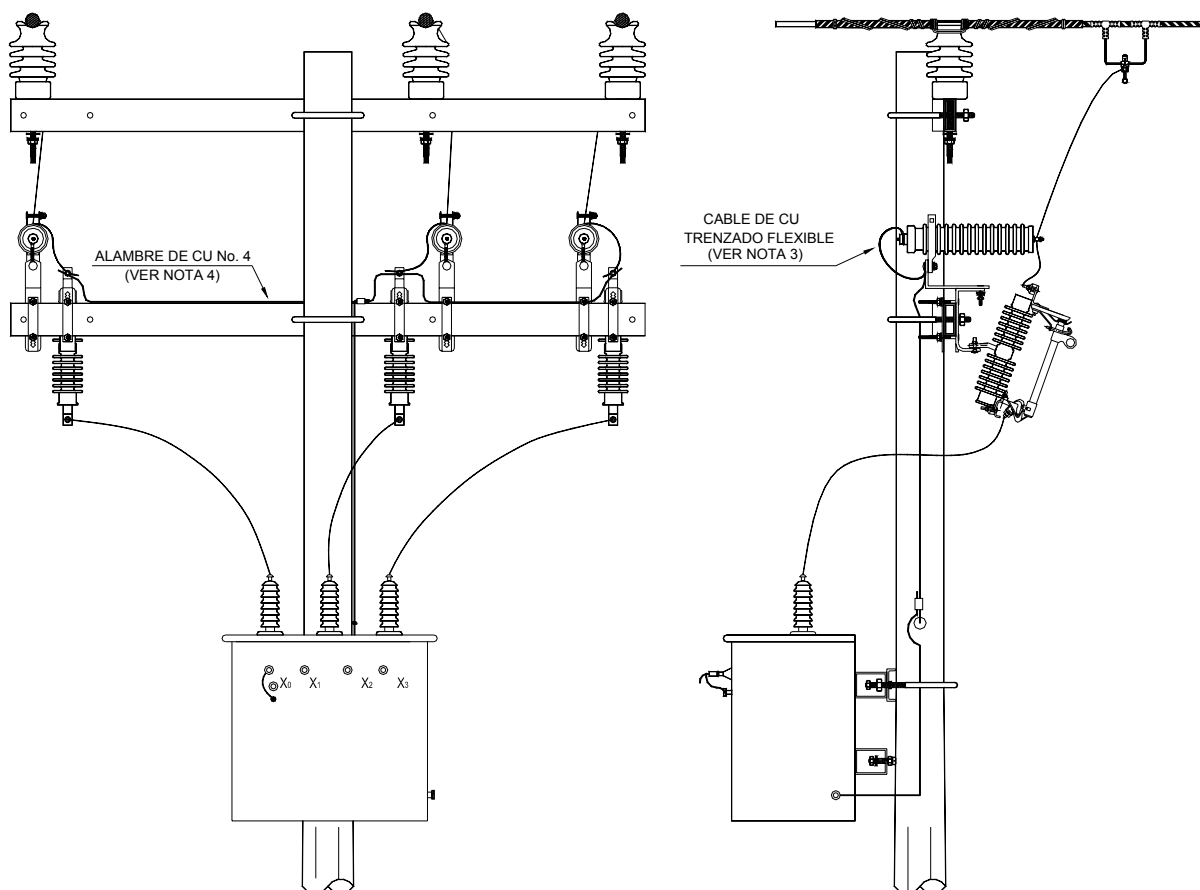 ALAMBRE DE CU No. 4
(VER NOTA 4)
CABLE DE CU
TRENZADO FLEXIBLE
(VER NOTA 3)
X0 X1 X2 X3